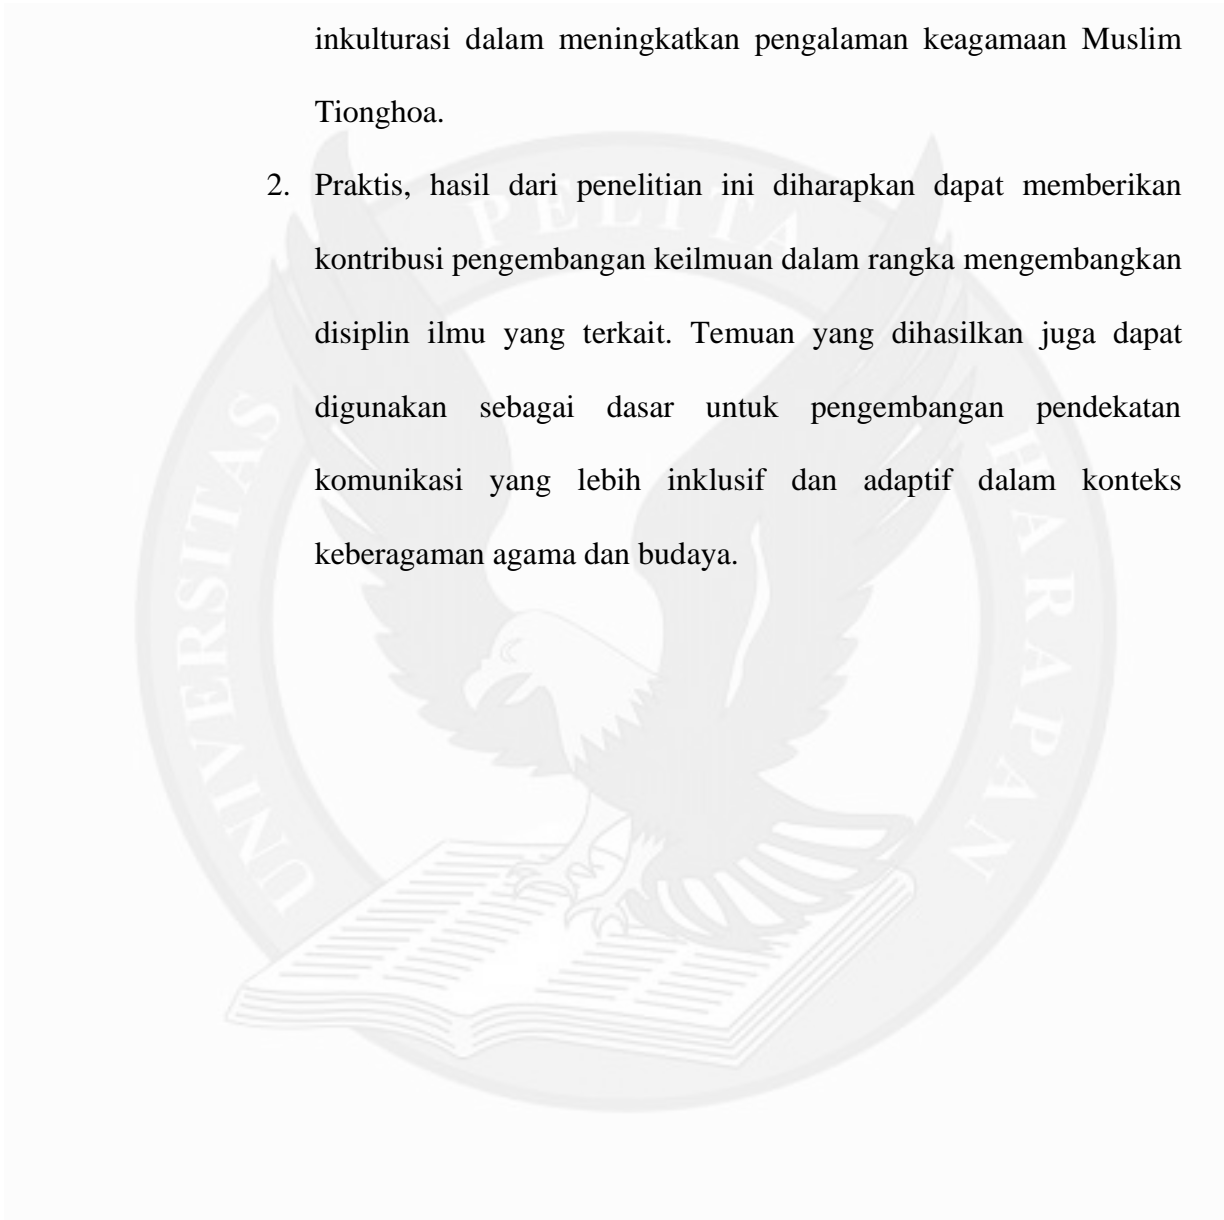 inkulturasi dalam meningkatkan pengalaman keagamaan Muslim
Tionghoa.
2. Praktis, hasil dari penelitian ini diharapkan dapat memberikan
kontribusi pengembangan keilmuan dalam rangka mengembangkan
disiplin ilmu yang terkait. Temuan yang dihasilkan juga dapat
digunakan sebagai dasar untuk pengembangan pendekatan
komunikasi yang lebih inklusif dan adaptif dalam konteks
keberagaman agama dan budaya.
UNIVERSITAS
PELITA
HARAPAN